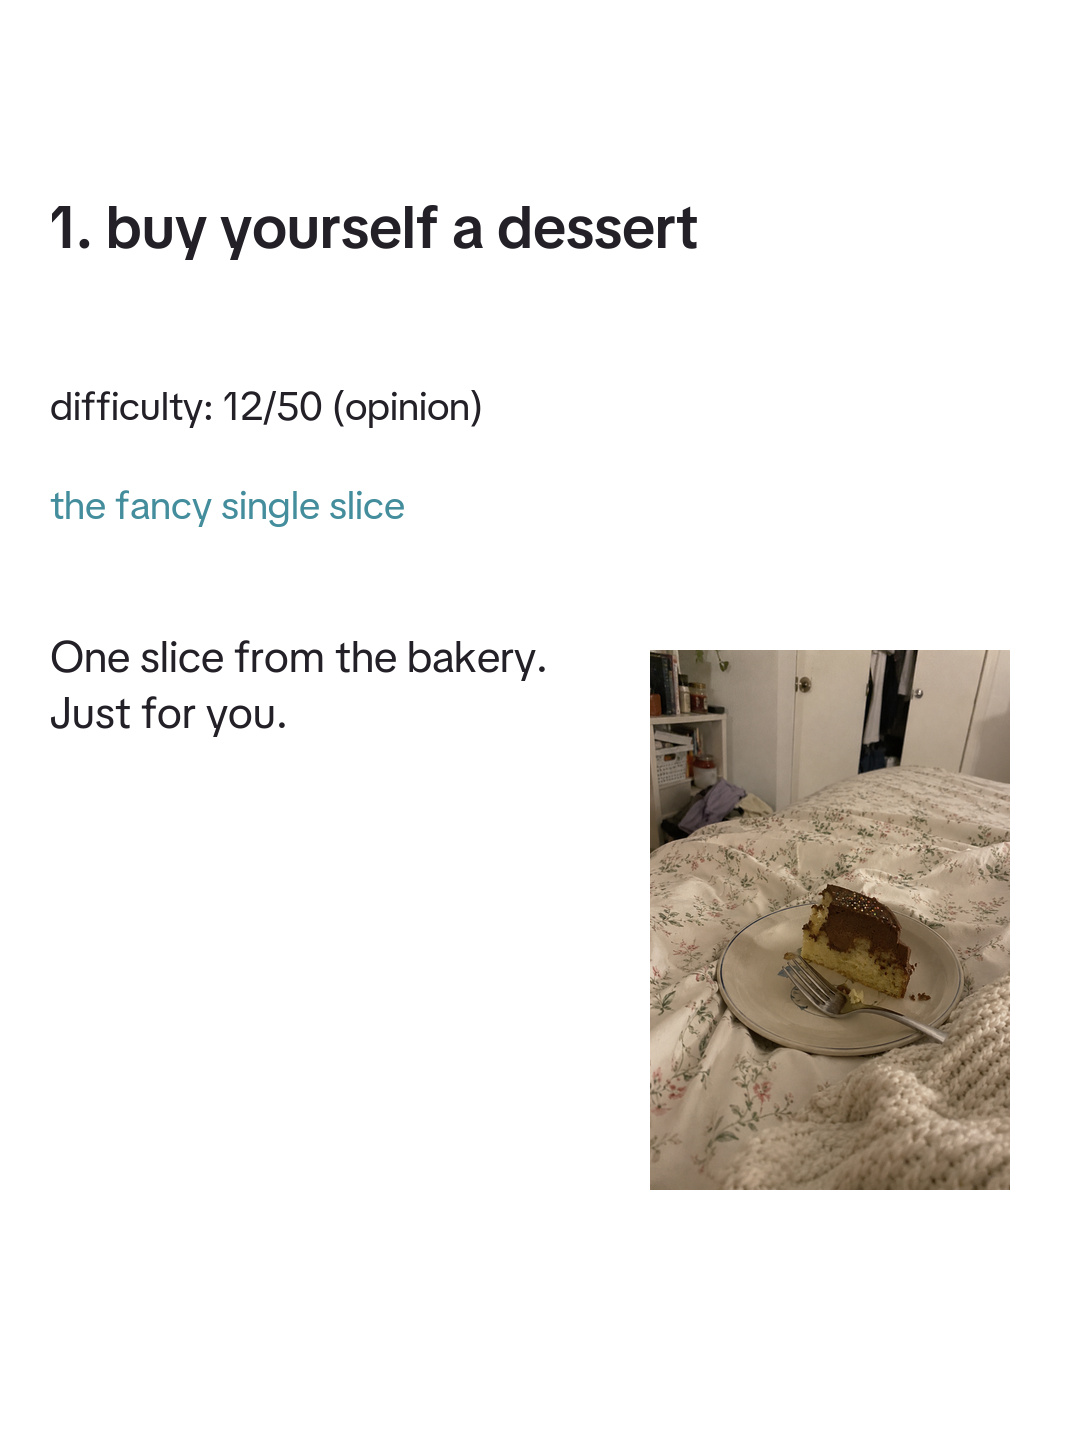 1. buy yourself a dessert
difficulty: 12/50 (opinion)
the fancy single slice
One slice from the bakery.
Just for you.